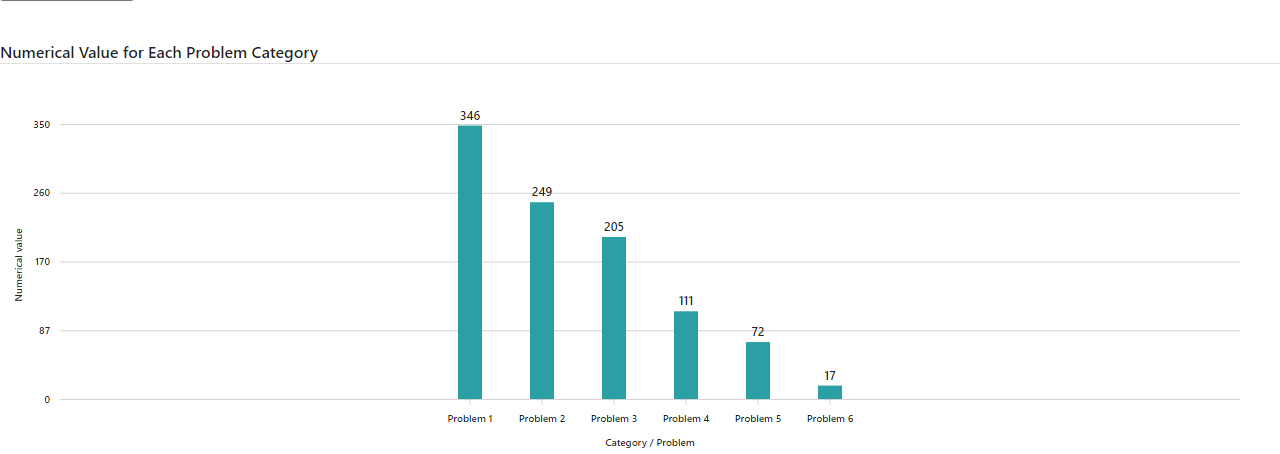 Numerical Value for Each Problem Category
346
350
249
260
205
170
Numerical value
111
87
72
17
0
Problem 1 Problem 2 Problem 3 Problem 4 Problem 5 Problem 6
Category / Problem